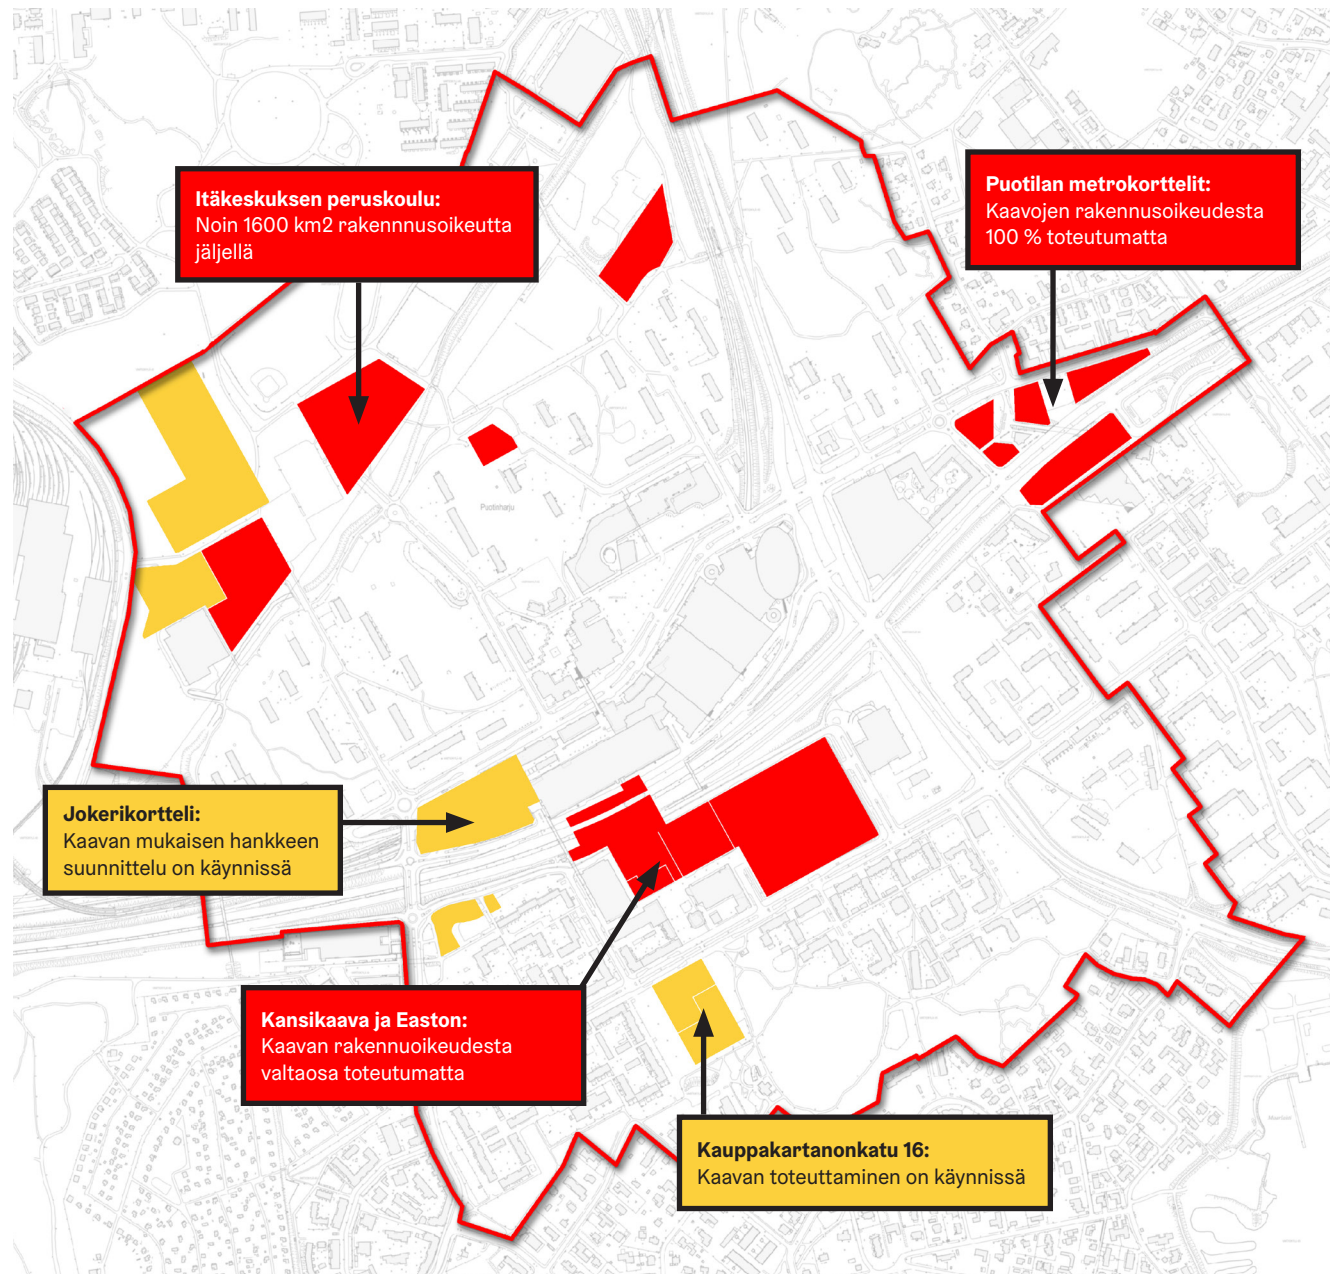 Itäkeskuksen peruskoulu:
Noin 1600 km2 rakennnusoikeutta
jäljellä
Puotilan metrokorttelit:
Kaavojen rakennusoikeudesta
100 % toteutumatta
Puotinharju
Jokerikortteli:
Kaavan mukaisen hankkeen
suunnittelu on käynnissä
Kansikaava ja Easton:
Kaavan rakennuoikeudesta
valtaosa toteutumatta
Kauppakartanonkatu 16:
Kaavan toteuttaminen on käynnissä